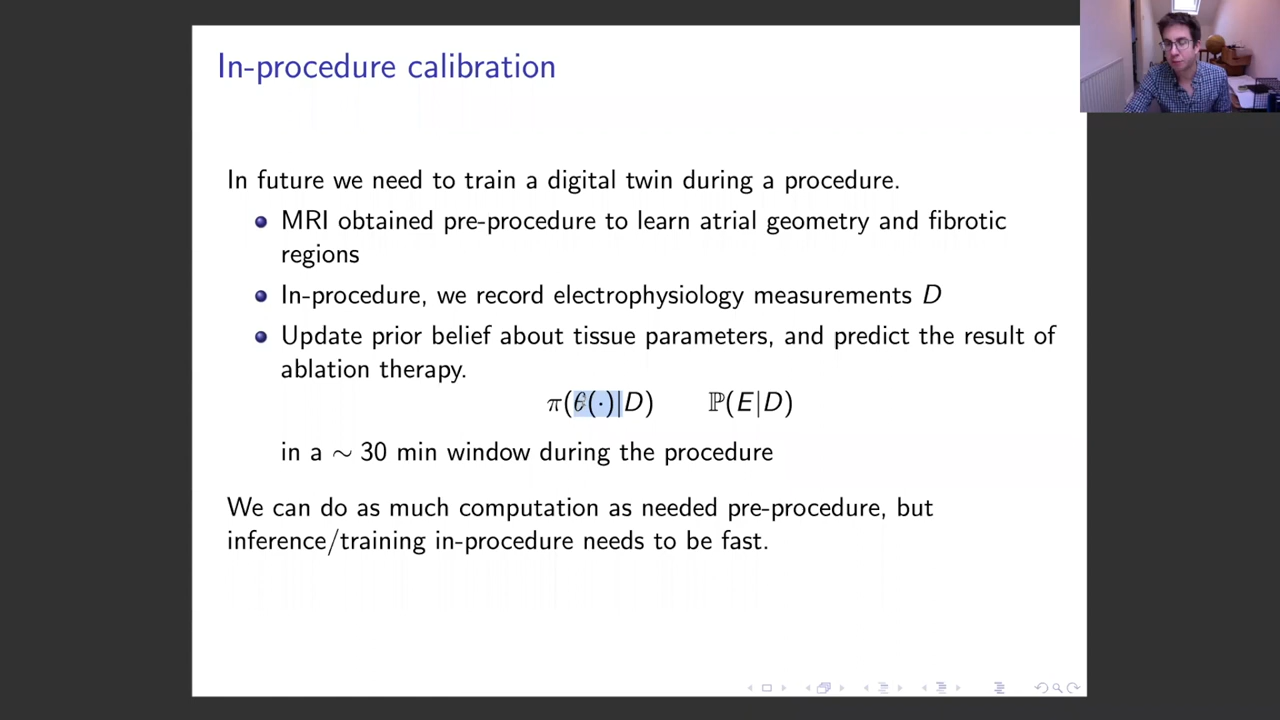 In-procedure calibration
In future we need to train a digital twin during a procedure.
MRI obtained pre-procedure to learn atrial geometry and fibrotic
regions
In-procedure, we record electrophysiology measurements D
Update prior belief about tissue parameters, and predict the result of
ablation therapy.
π(θ(·)|D) ℙ(E|D)
in a ∼ 30 min window during the procedure
We can do as much computation as needed pre-procedure, but
inference/training in-procedure needs to be fast.